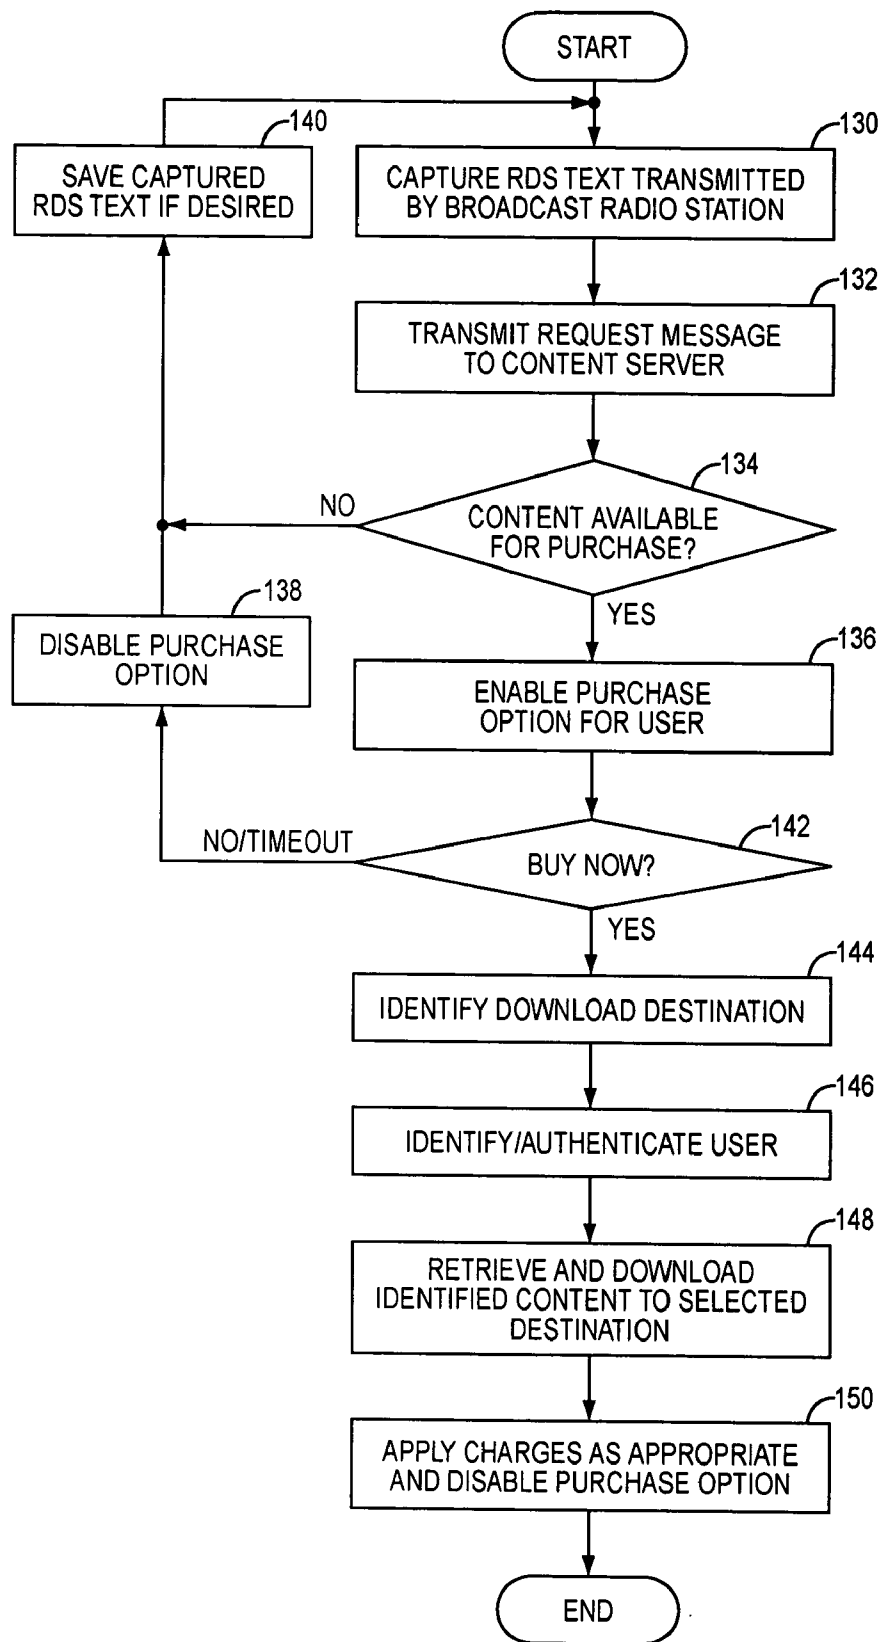 START
140
130
SAVE CAPTURED
RDS TEXT IF DESIRED
CAPTURE RDS TEXT TRANSMITTED
BY BROADCAST RADIO STATION
132
TRANSMIT REQUEST MESSAGE
TO CONTENT SERVER
134
NO
CONTENT AVAILABLE
FOR PURCHASE?
138
YES
DISABLE PURCHASE
OPTION
136
ENABLE PURCHASE
OPTION FOR USER
142
NO/TIMEOUT
BUY NOW?
YES
144
IDENTIFY DOWNLOAD DESTINATION
146
IDENTIFY/AUTHENTICATE USER
148
RETRIEVE AND DOWNLOAD
IDENTIFIED CONTENT TO SELECTED
DESTINATION
150
APPLY CHARGES AS APPROPRIATE
AND DISABLE PURCHASE OPTION
END